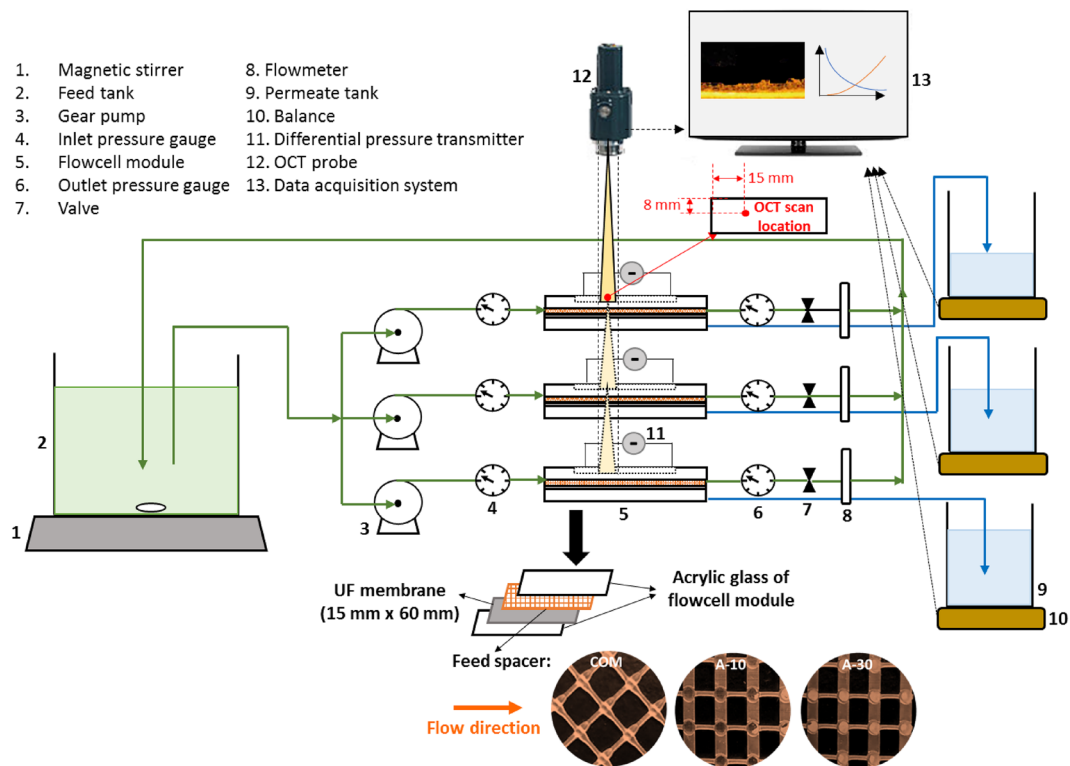 1. Magnetic stirrer
2. Feed tank
3. Gear pump
4. Inlet pressure gauge
5. Flowcell module
6. Outlet pressure gauge
7. Valve
8. Flowmeter
9. Permeate tank
10. Balance
11. Differential pressure transmitter
12. OCT probe
13. Data acquisition system
12
13
15 mm
8 mm
OCT scan
location
-
-
11
-
2
1
3
4
5
6
7
8
9
10
UF membrane
(15 mm x 60 mm)
Acrylic glass of
flowcell module
Feed spacer:
COM
A-10
A-30
Flow direction